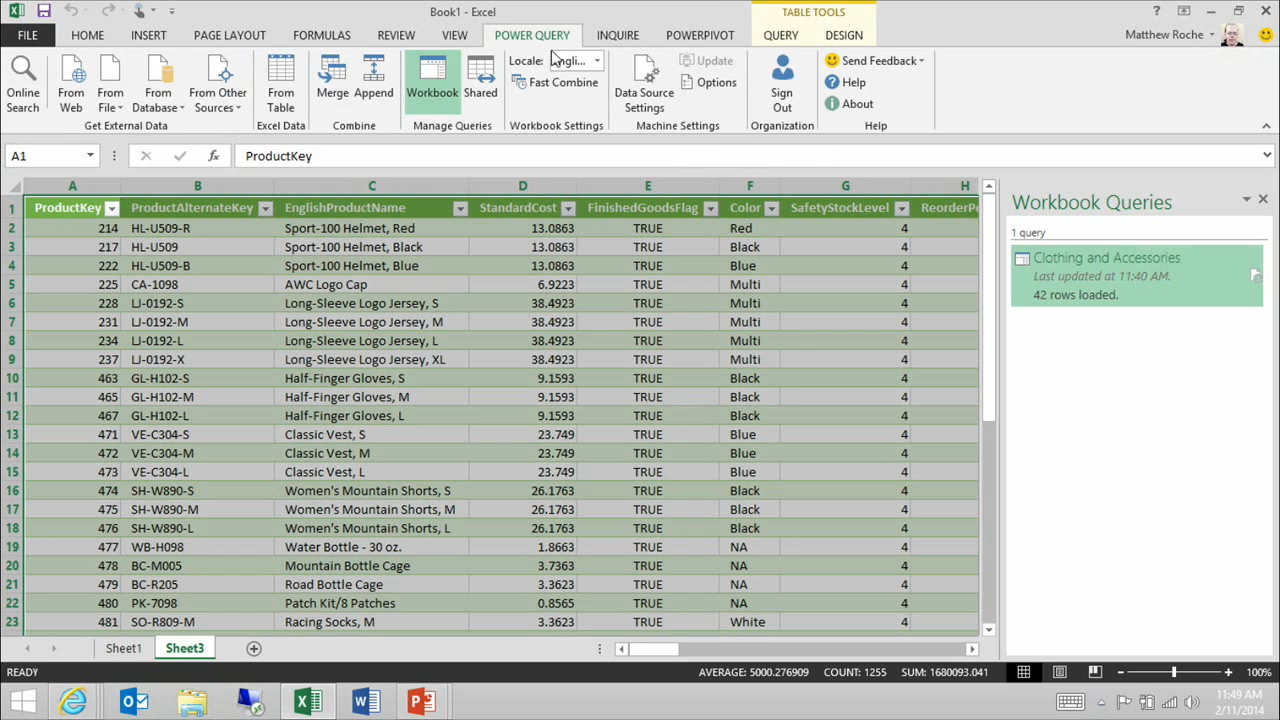 Book1 - Excel
TABLE TOOLS
?
FILE
HOME
INSERT
PAGE LAYOUT
FORMULAS
REVIEW
VIEW
POWER QUERY
INQUIRE
POWERPIVOT
QUERY
DESIGN
Matthew Roche
Online
Search
From
Web
From
File
From
Database
From Other
Sources
Get External Data
From
Table
Excel Data
Merge
Append
Combine
Workbook
Shared
Manage Queries
Locale:
Fast Combine
Workbook Settings
Data Source
Settings
Update
Options
Machine Settings
Sign
Out
Organization
Send Feedback
Help
About
Help
A1
fx
ProductKey
A B C D E F G H
1 ProductKey ProductAlternateKey EnglishProductName StandardCost FinishedGoodsFlag Color SafetyStockLevel
2 214 HL-U509-R Sport-100 Helmet, Red 13.0863 TRUE Red 4
3 217 HL-U509 Sport-100 Helmet, Black 13.0863 TRUE Black 4
4 222 HL-U509-B Sport-100 Helmet, Blue 13.0863 TRUE Blue 4
5 225 CA-1098 AWC Logo Cap 6.9223 TRUE Multi 4
6 228 LJ-0192-S Long-Sleeve Logo Jersey, S 38.4923 TRUE Multi 4
7 231 LJ-0192-M Long-Sleeve Logo Jersey, M 38.4923 TRUE Multi 4
8 234 LJ-0192-L Long-Sleeve Logo Jersey, L 38.4923 TRUE Multi 4
9 237 LJ-0192-X Long-Sleeve Logo Jersey, XL 38.4923 TRUE Multi 4
10 463 GL-H102-S Half-Finger Gloves, S 9.1593 TRUE Black 4
11 465 GL-H102-M Half-Finger Gloves, M 9.1593 TRUE Black 4
12 467 GL-H102-L Half-Finger Gloves, L 9.1593 TRUE Black 4
13 471 VE-C304-S Classic Vest, S 23.749 TRUE Blue 4
14 472 VE-C304-M Classic Vest, M 23.749 TRUE Blue 4
15 473 VE-C304-L Classic Vest, L 23.749 TRUE Blue 4
16 474 SH-W890-S Women's Mountain Shorts, S 26.1763 TRUE Black 4
17 475 SH-W890-M Women's Mountain Shorts, M 26.1763 TRUE Black 4
18 476 SH-W890-L Women's Mountain Shorts, L 26.1763 TRUE Black 4
19 477 WB-H098 Water Bottle - 30 oz. 1.8663 TRUE NA 4
20 478 BC-M005 Mountain Bottle Cage 3.7363 TRUE NA 4
21 479 BC-R205 Road Bottle Cage 3.3623 TRUE NA 4
22 480 PK-7098 Patch Kit/8 Patches 0.8565 TRUE NA 4
23 481 SO-R809-M Racing Socks, M 3.3623 TRUE White 4
Workbook Queries
1 query
Clothing and Accessories
Last updated at 11:40 AM.
42 rows loaded.
Sheet1
Sheet3
READY
AVERAGE: 5000.276909
COUNT: 1255
SUM: 1680093.041
100%
11:49 AM
2/11/2014